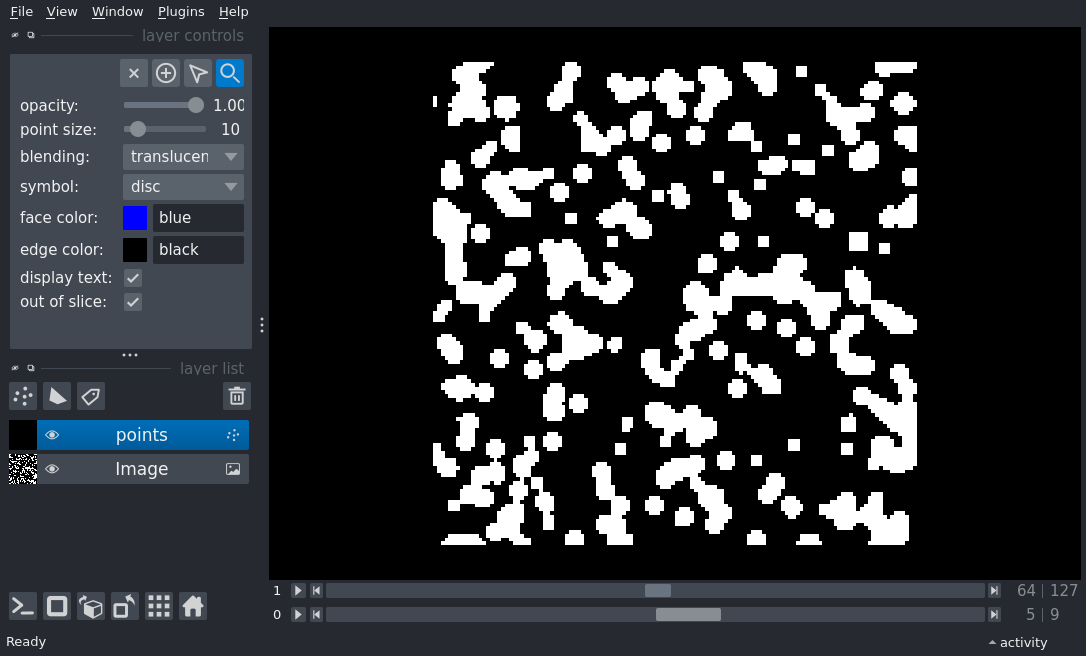 File View Window Plugins Help
layer controls
opacity: 1.00
point size: 10
blending: translucen
symbol: disc
face color: blue
edge color: black
display text:
out of slice:
layer list
points
Image
1 64 | 127
0 5 | 9
Ready activity